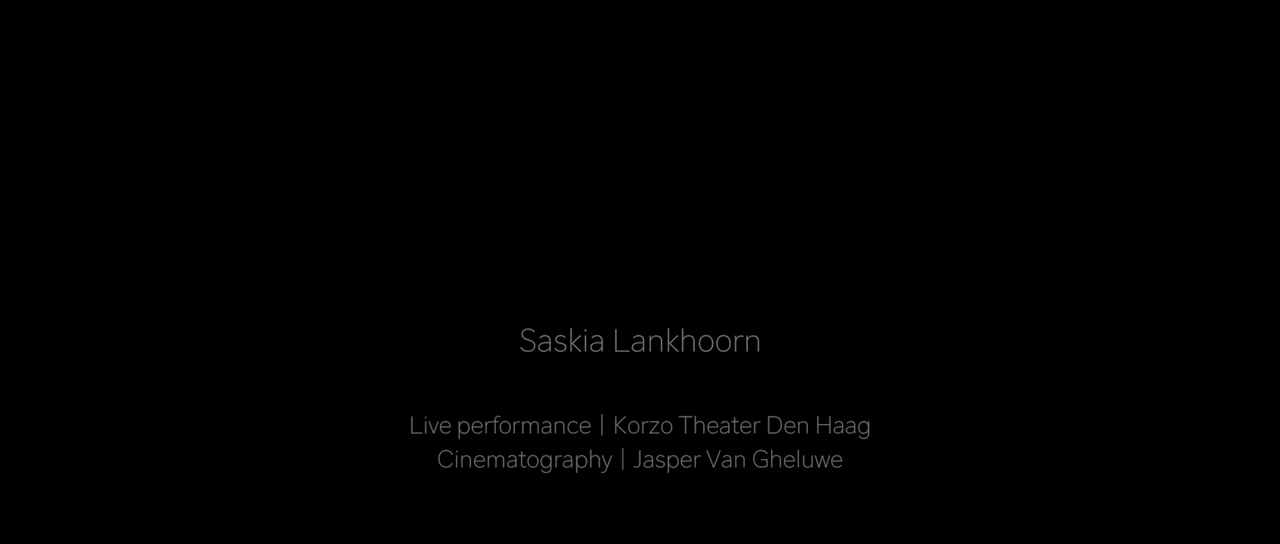 Saskia Lankhoorn
Live performance | Korzo Theater Den Haag
Cinematography | Jasper Van Gheluwe